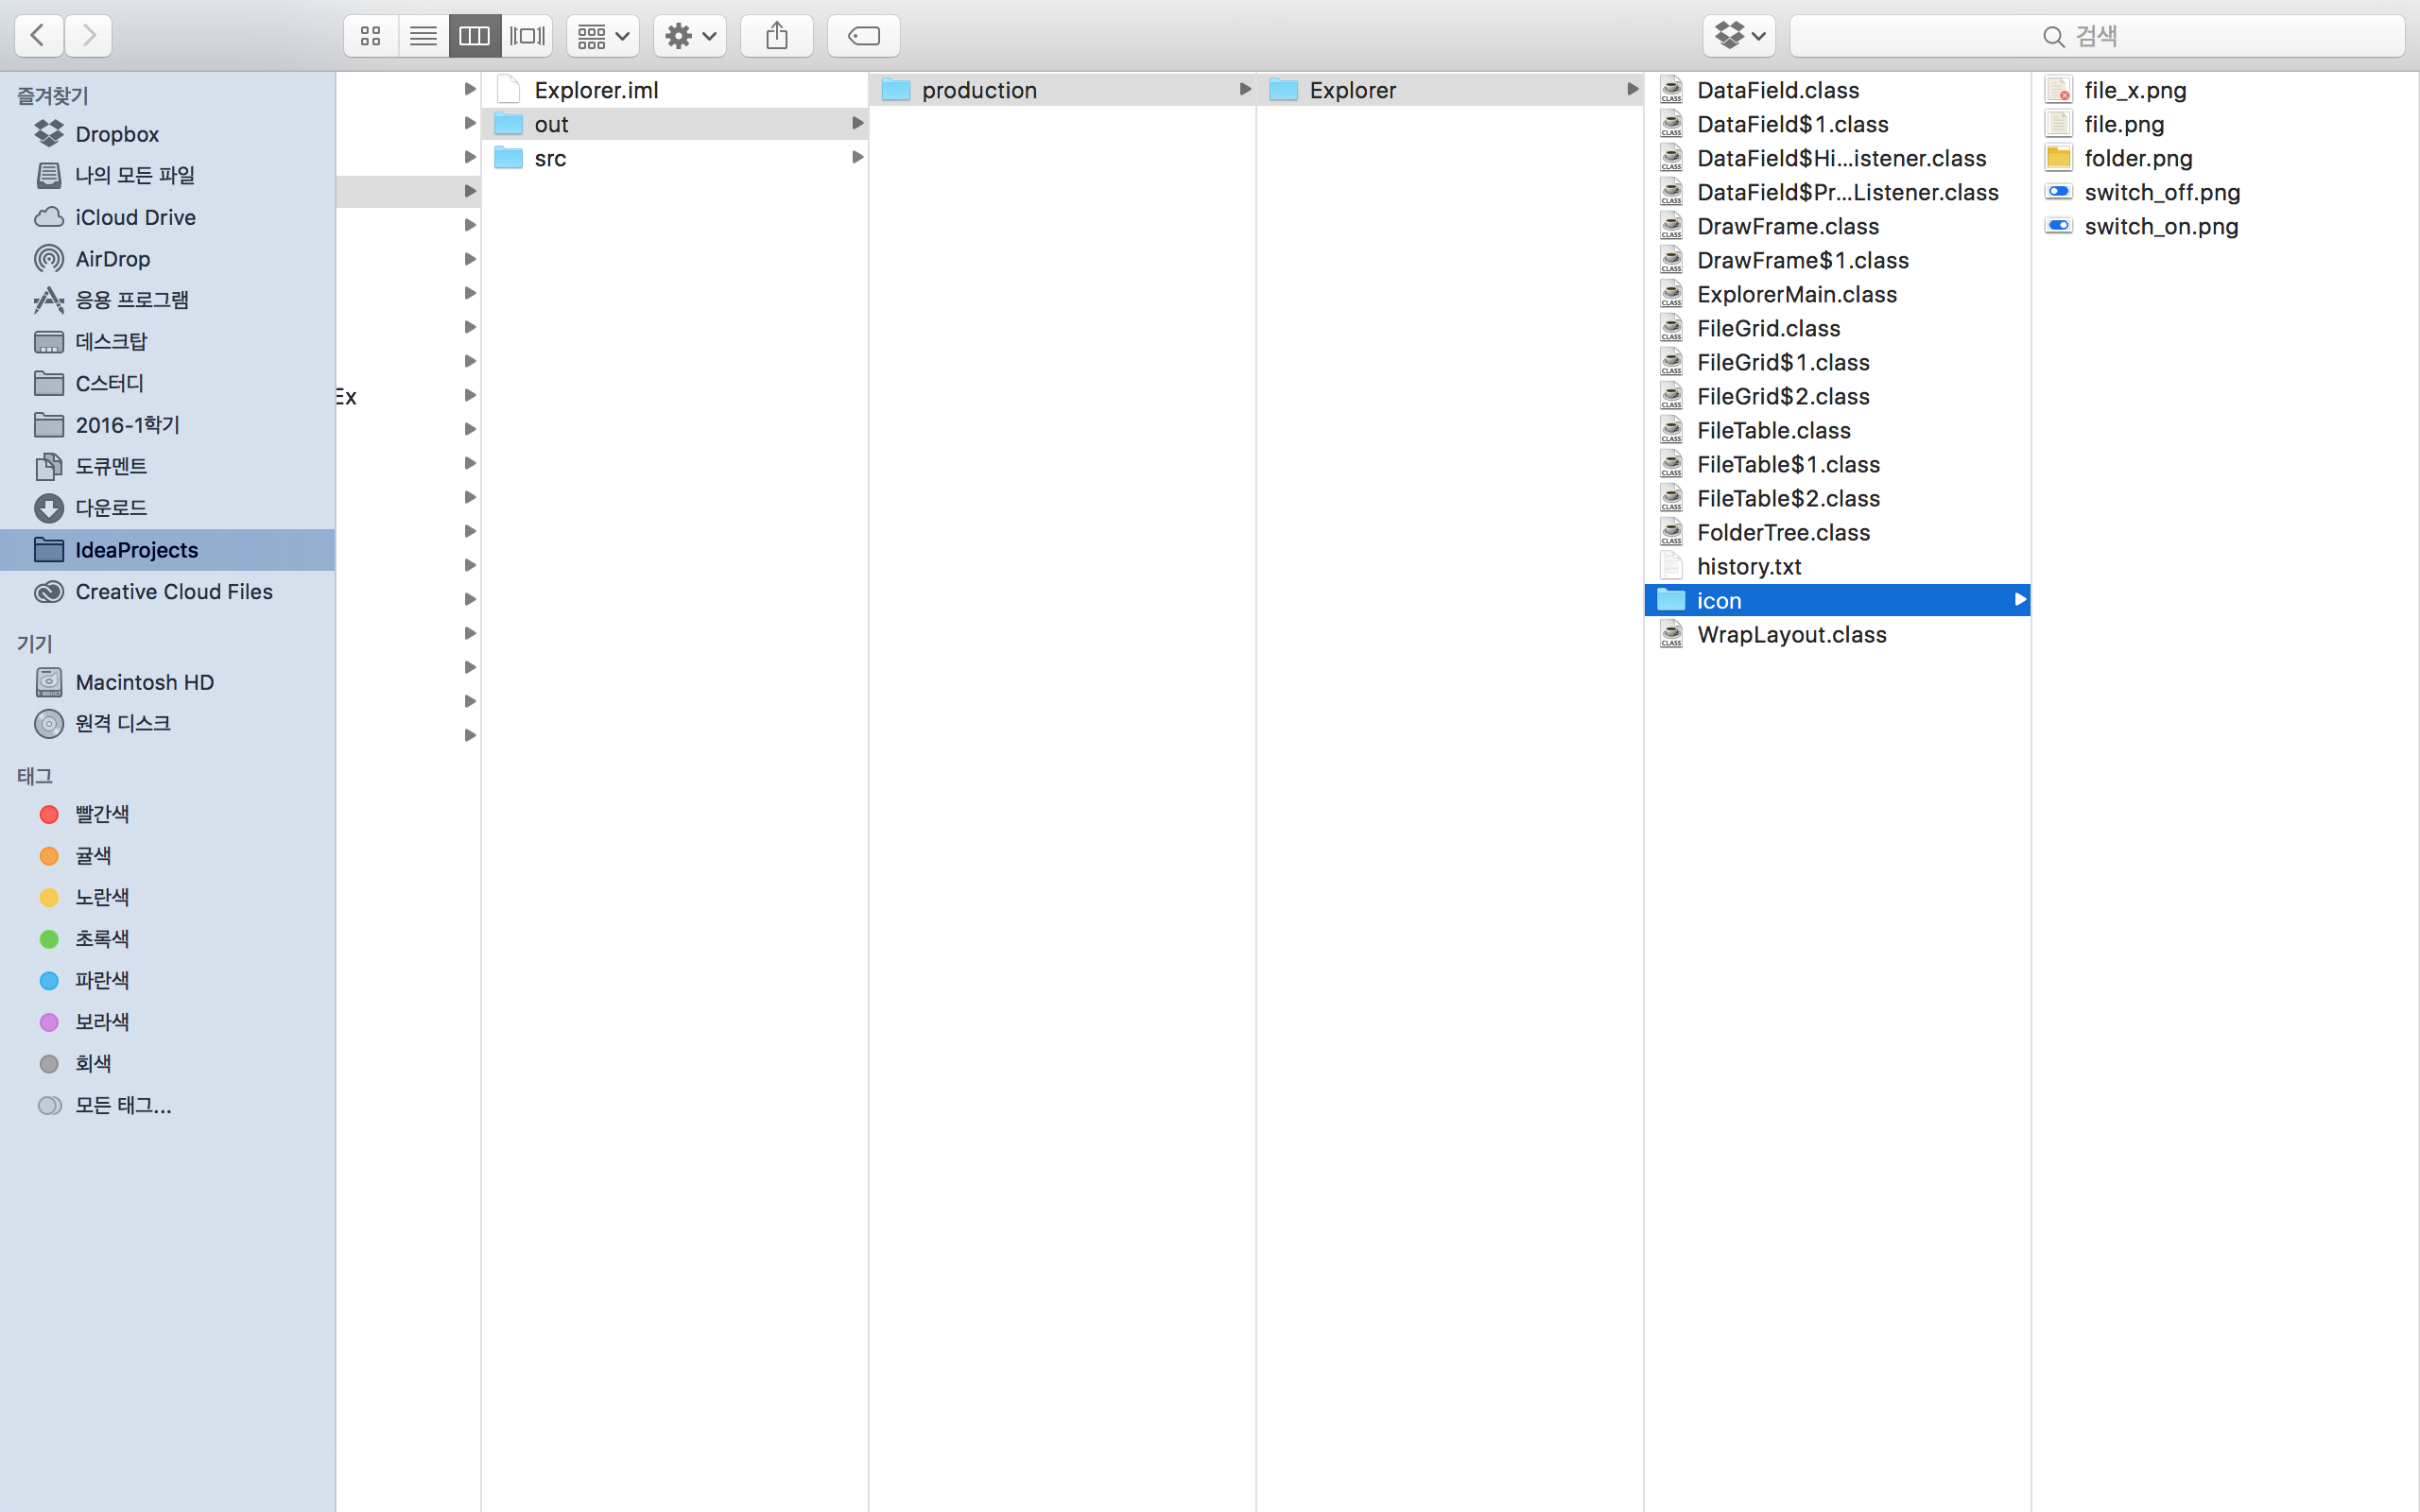 검색
즐겨찾기
Dropbox
나의 모든 파일
iCloud Drive
AirDrop
응용 프로그램
데스크탑
C스터디
2016-1학기
도큐멘트
다운로드
IdeaProjects
Creative Cloud Files
기기
Macintosh HD
원격 디스크
태그
빨간색
귤색
노란색
초록색
파란색
보라색
회색
모든 태그...
Ex
Explorer.iml
out
src
production
Explorer
DataField.class
DataField$1.class
DataField$Hi...istener.class
DataField$Pr...Listener.class
DrawFrame.class
DrawFrame$1.class
ExplorerMain.class
FileGrid.class
FileGrid$1.class
FileGrid$2.class
FileTable.class
FileTable$1.class
FileTable$2.class
FolderTree.class
history.txt
icon
WrapLayout.class
file_x.png
file.png
folder.png
switch_off.png
switch_on.png